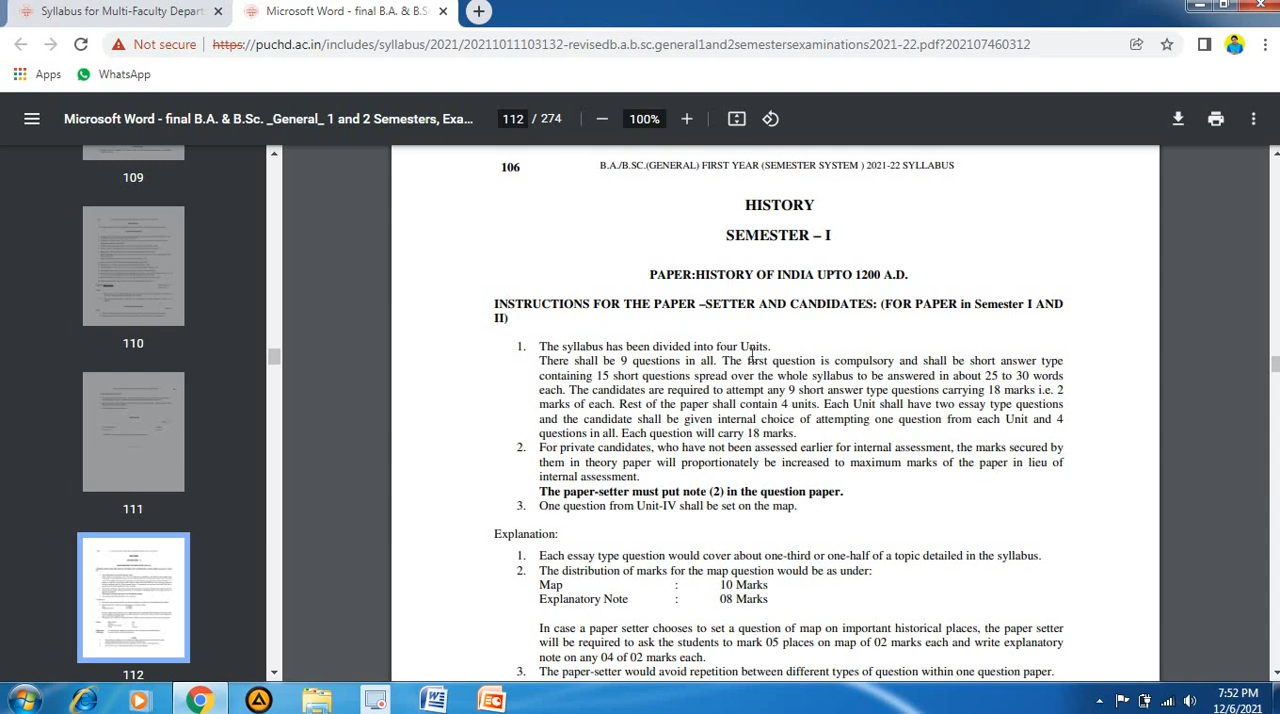 Syllabus for Multi-Faculty Depart
Microsoft Word - final B.A. & B.Sc
Not secure
https://puchd.ac.in/includes/syllabus/2021/20211011103132-revisedb.a.b.sc.general1and2semestersexaminations2021-22.pdf?202107460312
Apps
WhatsApp
Microsoft Word - final B.A. & B.Sc. _General_ 1 and 2 Semesters, Exa...
112 / 274
100%
109
110
111
112
106
B.A./B.SC.(GENERAL) FIRST YEAR (SEMESTER SYSTEM ) 2021-22 SYLLABUS
HISTORY
SEMESTER – I
PAPER:HISTORY OF INDIA UPTO 1200 A.D.
INSTRUCTIONS FOR THE PAPER –SETTER AND CANDIDATES: (FOR PAPER in Semester I AND
II)
1. The syllabus has been divided into four Units.
There shall be 9 questions in all. The first question is compulsory and shall be short answer type
containing 15 short questions spread over the whole syllabus to be answered in about 25 to 30 words
each. The candidates are required to attempt any 9 short answer type questions carrying 18 marks i.e. 2
marks of each. Rest of the paper shall contain 4 units. Each Unit shall have two essay type questions
and the candidate shall be given internal choice of attempting one question from each Unit and 4
questions in all. Each question will carry 18 marks.
2. For private candidates, who have not been assessed earlier for internal assessment, the marks secured by
them in theory paper will proportionately be increased to maximum marks of the paper in lieu of
internal assessment.
The paper-setter must put note (2) in the question paper.
3. One question from Unit-IV shall be set on the map.
Explanation:
1. Each essay type question would cover about one-third or one-half of a topic detailed in the syllabus.
2. The distribution of marks for the map question would be as under:
Map : 10 Marks
Explanatory Note : 08 Marks
In case a paper setter chooses to set a question of map on important historical places, the paper setter
will be required to ask the students to mark 05 places on map of 02 marks each and write explanatory
note on any 04 of 02 marks each.
3. The paper-setter would avoid repetition between different types of question within one question paper.
7:52 PM
12/6/2021